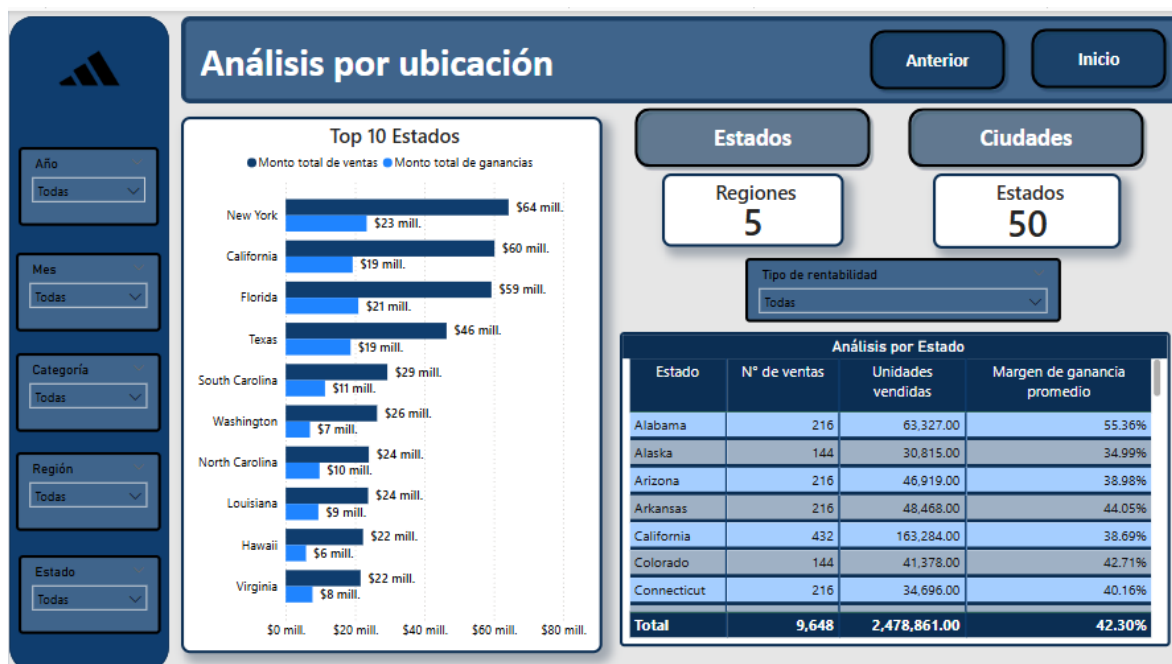 Análisis por ubicación
Anterior
Inicio
Año
Todas
Mes
Todas
Categoría
Todas
Región
Todas
Estado
Todas
Top 10 Estados
Monto total de ventas Monto total de ganancias
New York $64 mill. $23 mill.
California $60 mill. $19 mill.
Florida $59 mill. $21 mill.
Texas $46 mill. $19 mill.
South Carolina $29 mill. $11 mill.
Washington $26 mill. $7 mill.
North Carolina $24 mill. $10 mill.
Louisiana $24 mill. $9 mill.
Hawaii $22 mill. $6 mill.
Virginia $22 mill. $8 mill.
$0 mill. $20 mill. $40 mill. $60 mill. $80 mill.
Estados
Ciudades
Regiones
5
Estados
50
Tipo de rentabilidad
Todas
Análisis por Estado
Estado N° de ventas Unidades vendidas Margen de ganancia promedio
Alabama 216 63,327.00 55.36%
Alaska 144 30,815.00 34.99%
Arizona 216 46,919.00 38.98%
Arkansas 216 48,468.00 44.05%
California 432 163,284.00 38.69%
Colorado 144 41,378.00 42.71%
Connecticut 216 34,696.00 40.16%
Total 9,648 2,478,861.00 42.30%